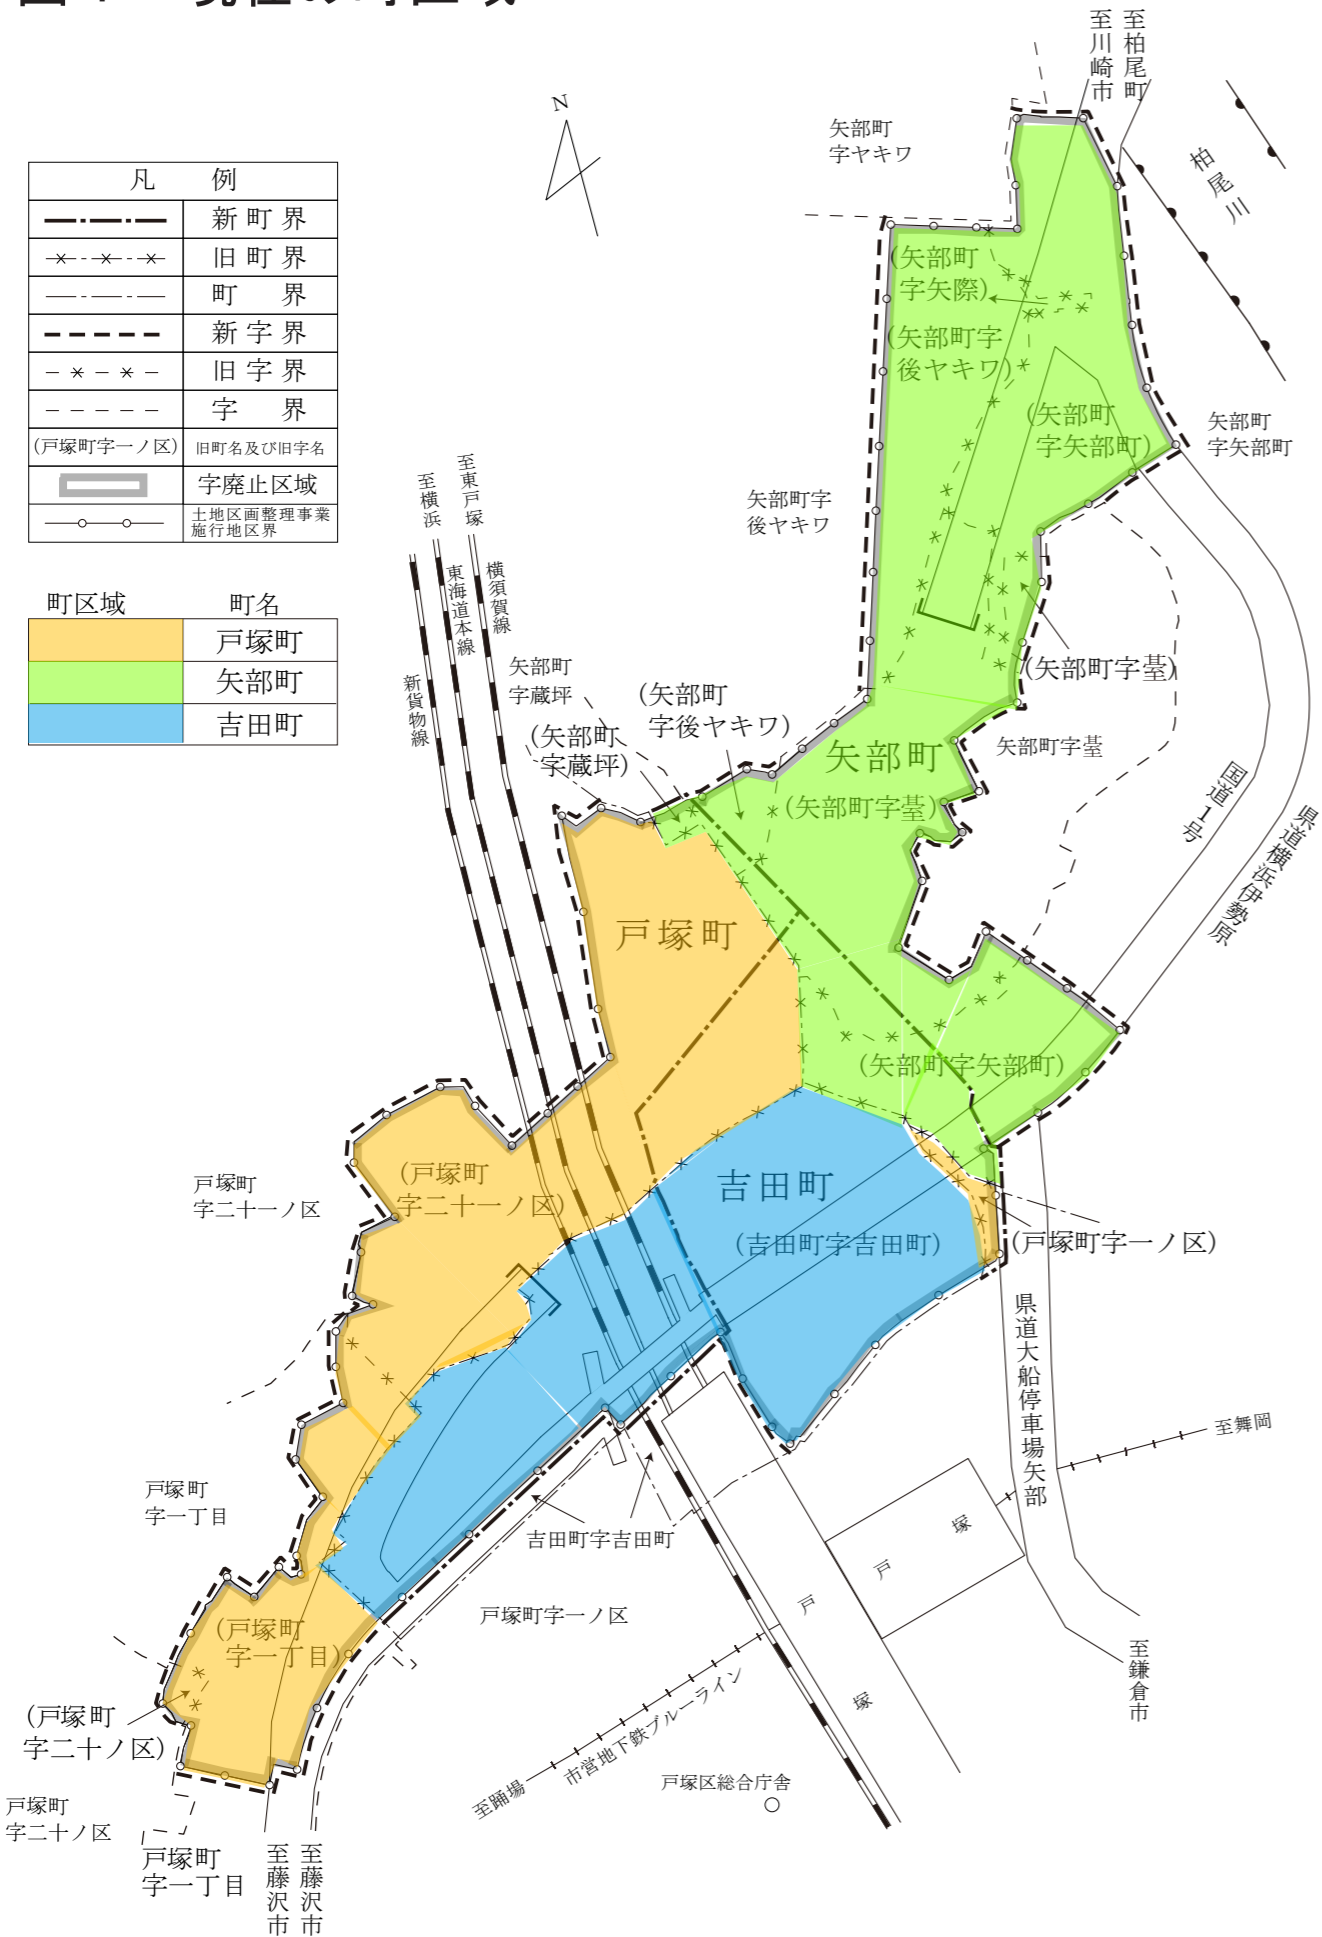 至川崎市
至柏尾町
N
柏尾川
矢部町
字ヤキワ
凡 例
新町界
旧町界
町 界
新字界
旧字界
字 界
(戸塚町字一ノ区)
旧町名及び旧字名
字廃止区域
土地区画整理事業
施行地区界
町区域 町名
戸塚町
矢部町
吉田町
(矢部町
字矢際)
(矢部町字
後ヤキワ)
(矢部町
字矢部町)
矢部町
字矢部町
矢部町字
後ヤキワ
至横浜
至東戸塚
新貨物線
東海道本線
横須賀線
矢部町
字蔵坪
(矢部町
字蔵坪)
(矢部町
字後ヤキワ)
矢部町
国道1号
県道横浜伊勢原
戸塚町
(矢部町字矢部町)
戸塚町
字二十一ノ区
(戸塚町
字二十一ノ区)
吉田町
(吉田町字吉田町)
(戸塚町字一ノ区)
県道大船停車場矢部
至舞岡
戸塚町
字一丁目
吉田町字吉田町
戸塚町字一ノ区
戸塚
戸塚
(戸塚町
字一丁目)
(戸塚町
字二十ノ区)
戸塚町
字二十ノ区
戸塚町
字一丁目
至藤沢市
至藤沢市
至踊場
市営地下鉄ブルーライン
戸塚区総合庁舎
至鎌倉市